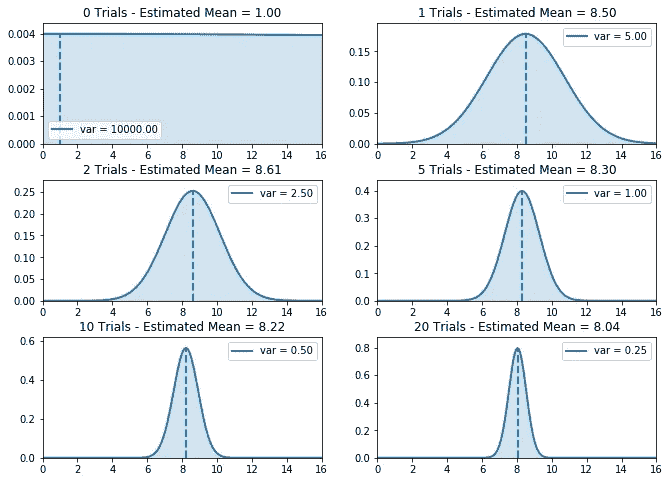 0 Trials - Estimated Mean = 1.00
0.004
0.003
0.002
0.001
0.000
var = 10000.00
0 2 4 6 8 10 12 14 16
1 Trials - Estimated Mean = 8.50
0.15
0.10
0.05
0.00
var = 5.00
0 2 4 6 8 10 12 14 16
2 Trials - Estimated Mean = 8.61
0.25
0.20
0.15
0.10
0.05
0.00
var = 2.50
0 2 4 6 8 10 12 14 16
5 Trials - Estimated Mean = 8.30
0.4
0.3
0.2
0.1
0.0
var = 1.00
0 2 4 6 8 10 12 14 16
10 Trials - Estimated Mean = 8.22
0.6
0.4
0.2
0.0
var = 0.50
0 2 4 6 8 10 12 14 16
20 Trials - Estimated Mean = 8.04
0.8
0.6
0.4
0.2
0.0
var = 0.25
0 2 4 6 8 10 12 14 16